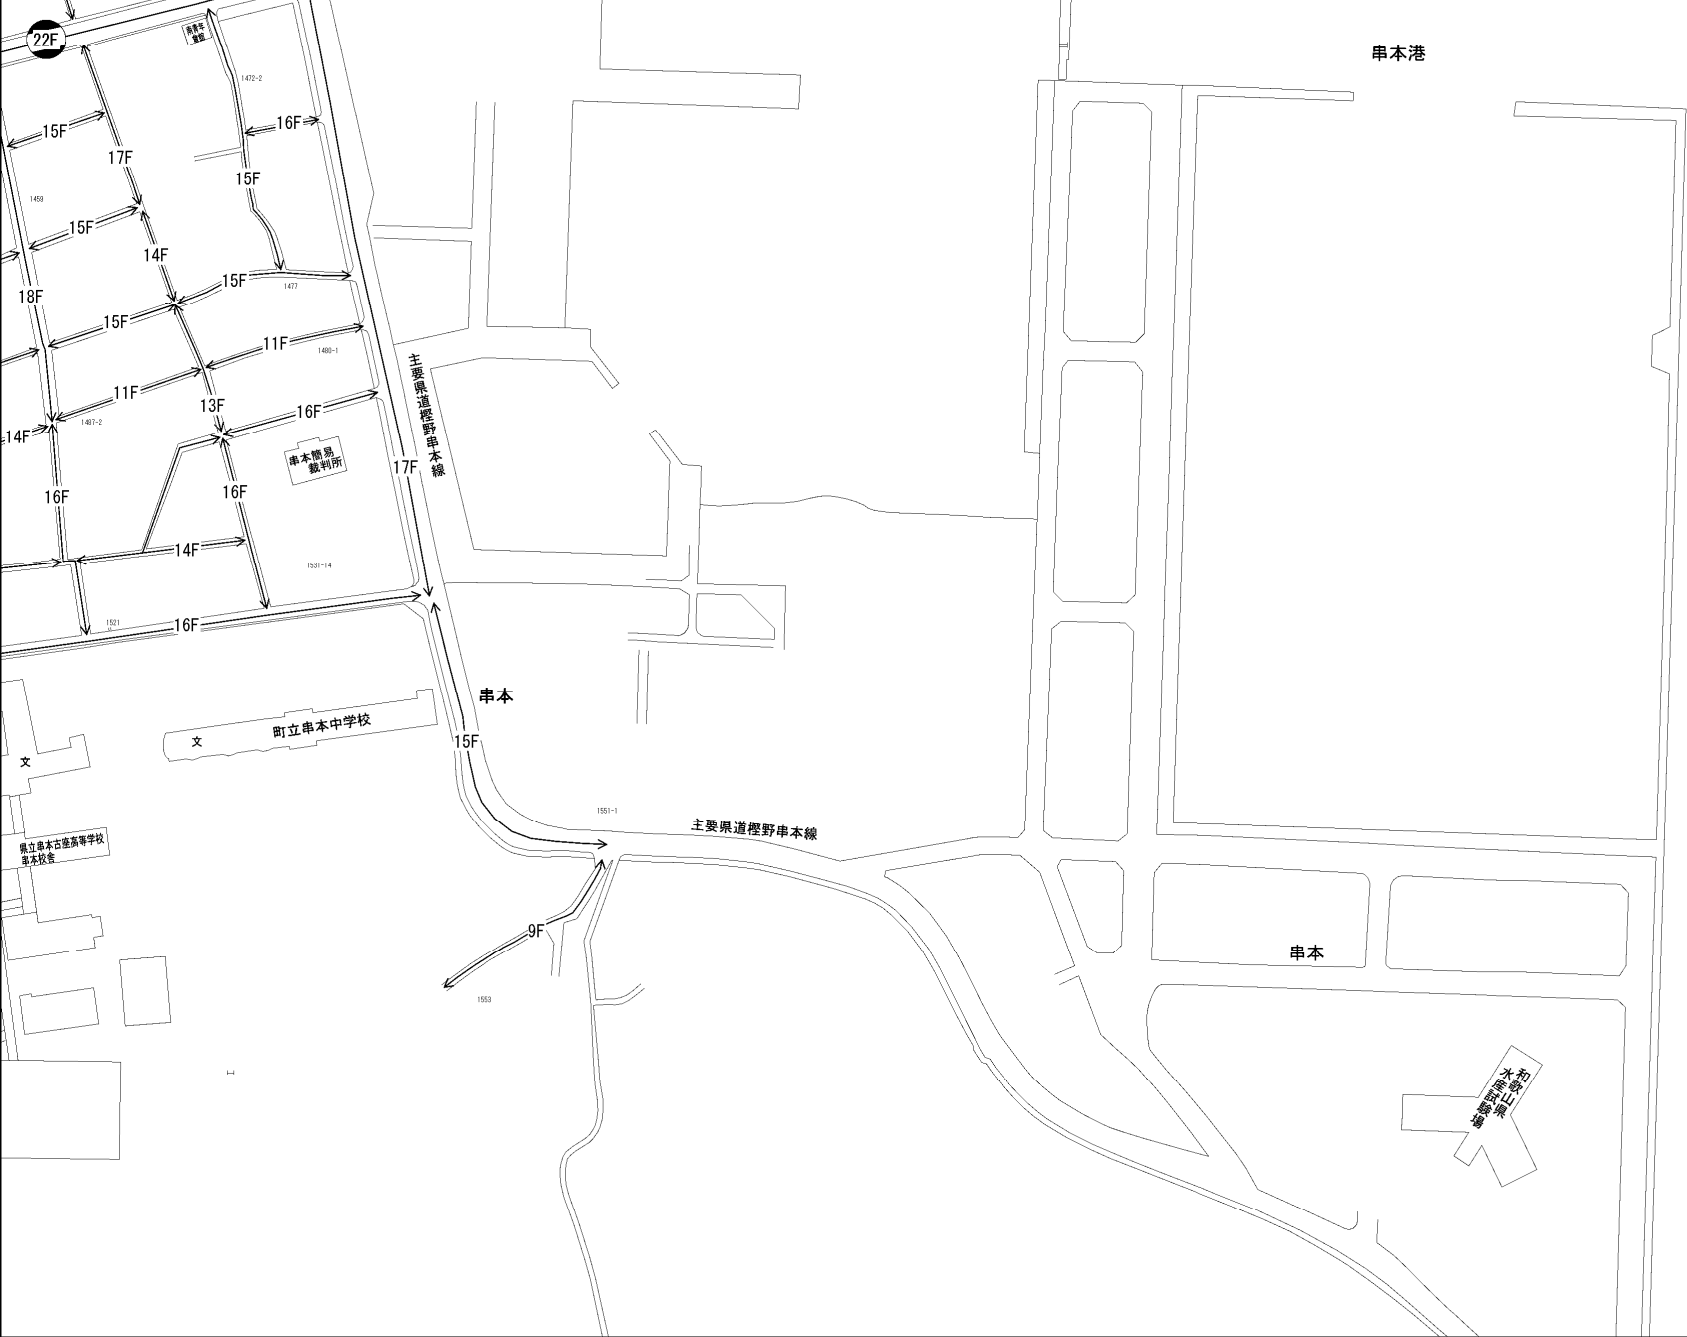 22F
南青年
會館
串本港
1472-2
15F
16F
17F
15F
1459
15F
14F
15F
1477
18F
15F
11F
1480-1
主要県道樫野串本線
11F
13F
16F
1487-2
14F
串本簡易
裁判所
17F
16F
16F
14F
1531-14
1521
16F
串本
文
町立串本中学校
15F
文
1551-1
主要県道樫野串本線
県立串本古座高等学校
串本校舎
9F
串本
1553
和歌山県
水産試験場